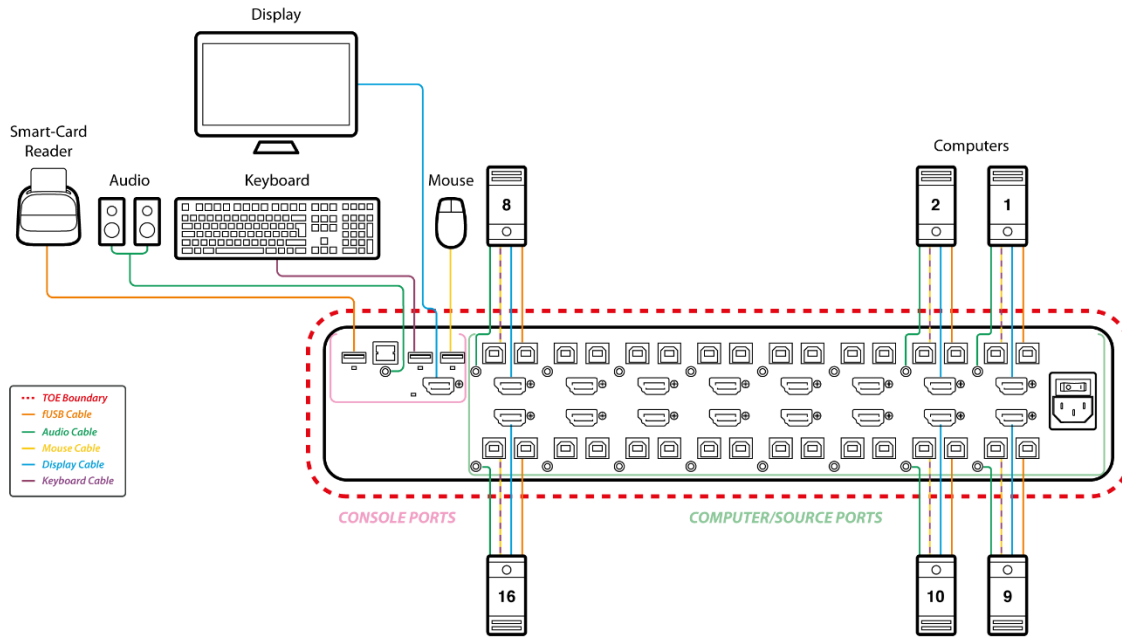 Display
Smart-Card
Reader
Audio
Keyboard
Mouse
Computers
8
2
1
TOE Boundary
fUSB Cable
Audio Cable
Mouse Cable
Display Cable
Keyboard Cable
CONSOLE PORTS
COMPUTER/SOURCE PORTS
16
10
9